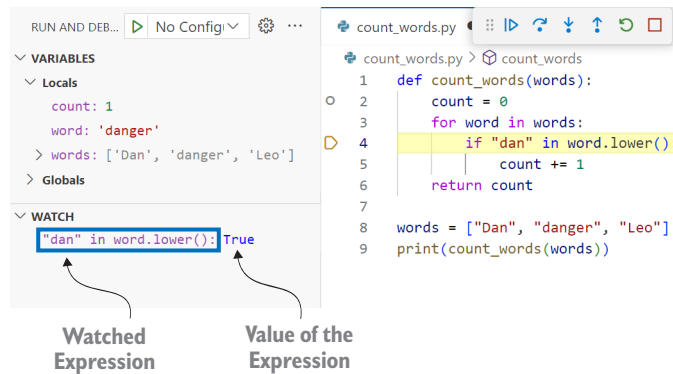 RUN AND DEB... No Config
VARIABLES
Locals
count: 1
word: 'danger'
words: ['Dan', 'danger', 'Leo']
Globals
WATCH
"dan" in word.lower(): True
Watched
Expression
Value of the
Expression
count_words.py
count_words.py > count_words
1 def count_words(words):
2 count = 0
3 for word in words:
4 if "dan" in word.lower()
5 count += 1
6 return count
7
8 words = ["Dan", "danger", "Leo"]
9 print(count_words(words))